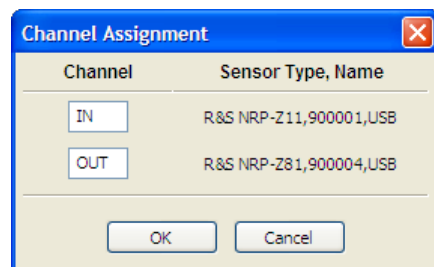 Channel Assignment
Channel Sensor Type, Name
IN R&S NRP-Z11,900001,USB
OUT R&S NRP-Z81,900004,USB
OK Cancel